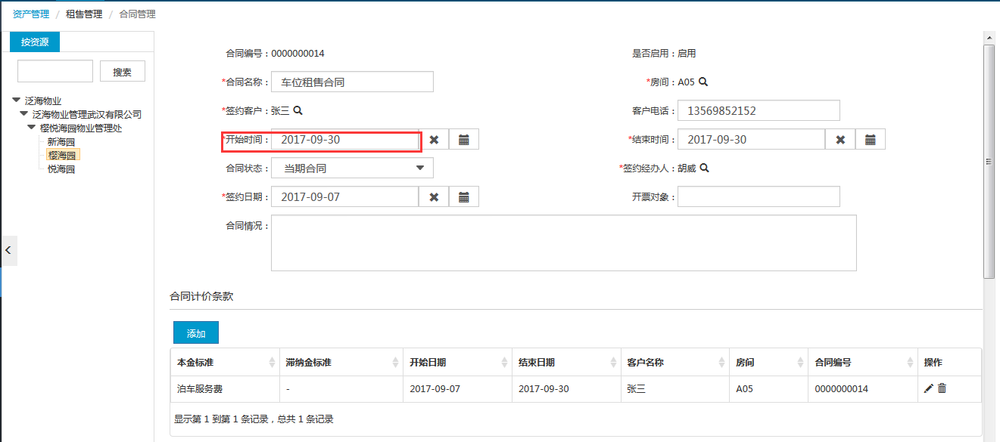 资产管理 / 租售管理 / 合同管理
按资源
搜索
泛海物业
泛海物业管理武汉有限公司
樱悦海园物业管理处
新海园
樱海园
悦海园
合同编号：0000000014
是否启用：启用
*合同名称：车位租售合同
*房间：A05
*签约客户：张三
客户电话：13569852152
*开始时间：2017-09-30
*结束时间：2017-09-30
合同状态：当期合同
*签约经办人：胡威
*签约日期：2017-09-07
开票对象：
合同情况：
合同计价条款
添加
本金标准 滞纳金标准 开始日期 结束日期 客户名称 房间 合同编号 操作
泊车服务费 - 2017-09-07 2017-09-30 张三 A05 0000000014
显示第 1 到第 1 条记录，总共 1 条记录